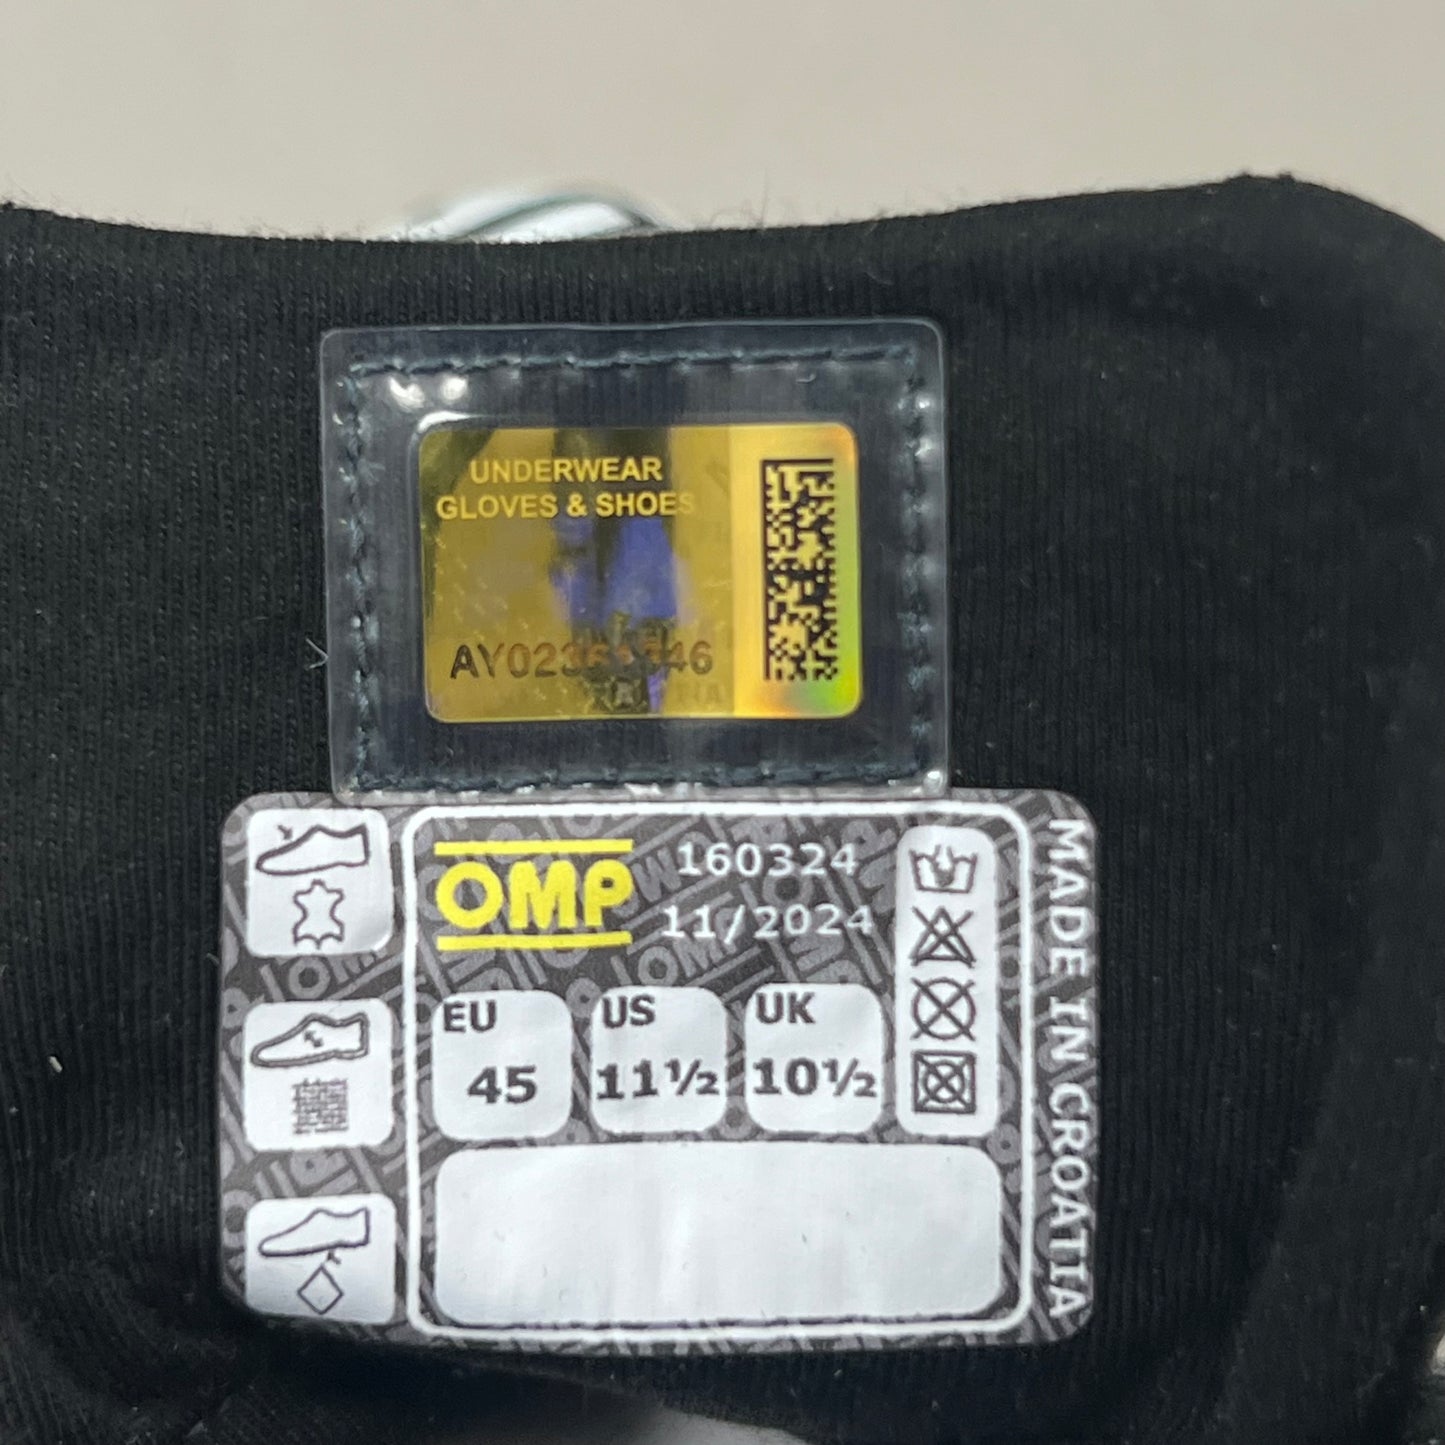 UNDERWEAR
GLOVES & SHOES
OMP
160324
11/2024
EU
45
US
11½
UK
10½
MADE IN CROATIA